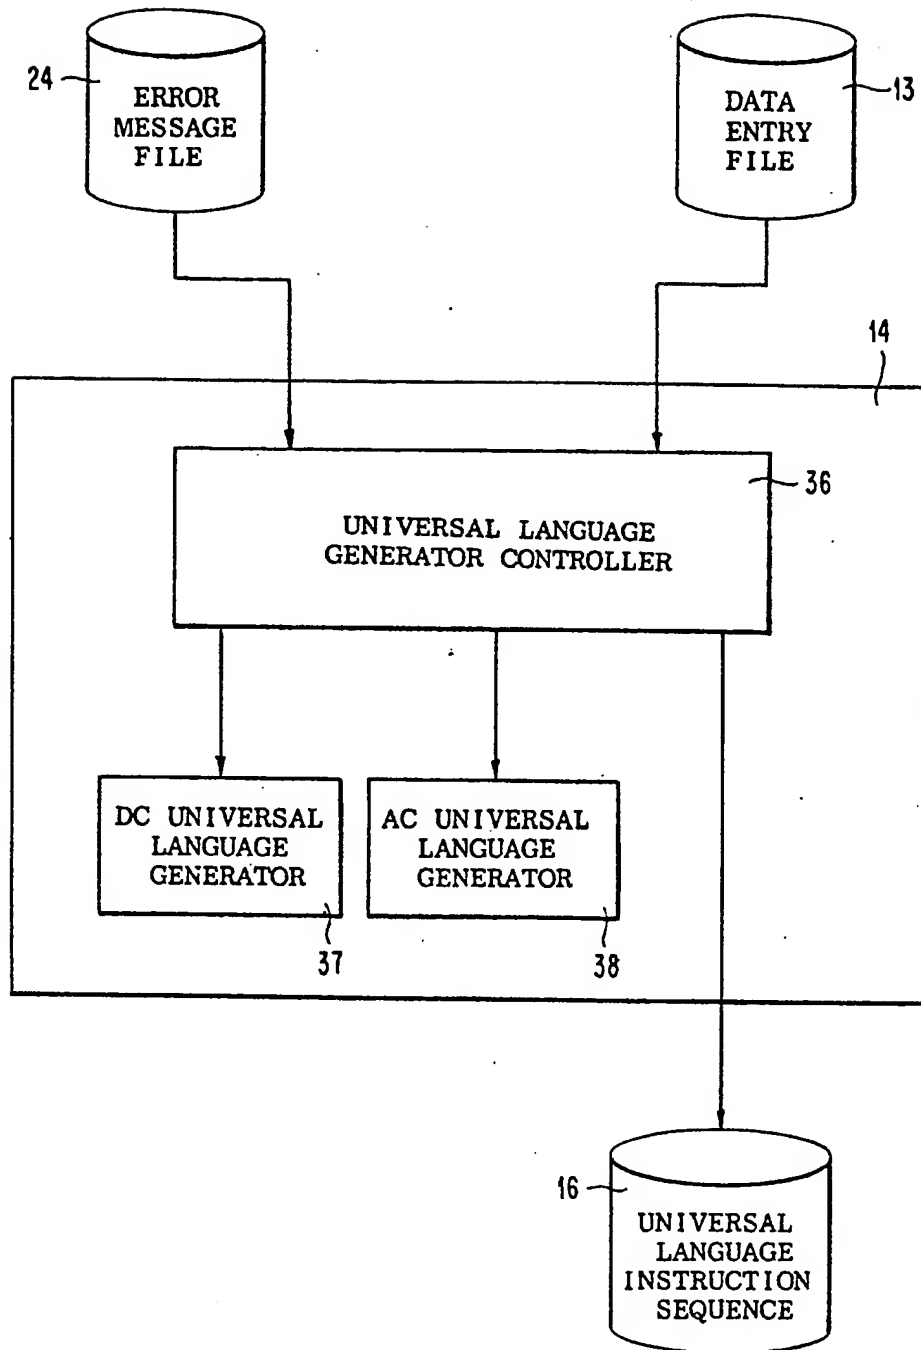 24
ERROR
MESSAGE
FILE
DATA
ENTRY
FILE
13
14
36
UNIVERSAL LANGUAGE
GENERATOR CONTROLLER
DC UNIVERSAL
LANGUAGE
GENERATOR
37
AC UNIVERSAL
LANGUAGE
GENERATOR
38
16
UNIVERSAL
LANGUAGE
INSTRUCTION
SEQUENCE